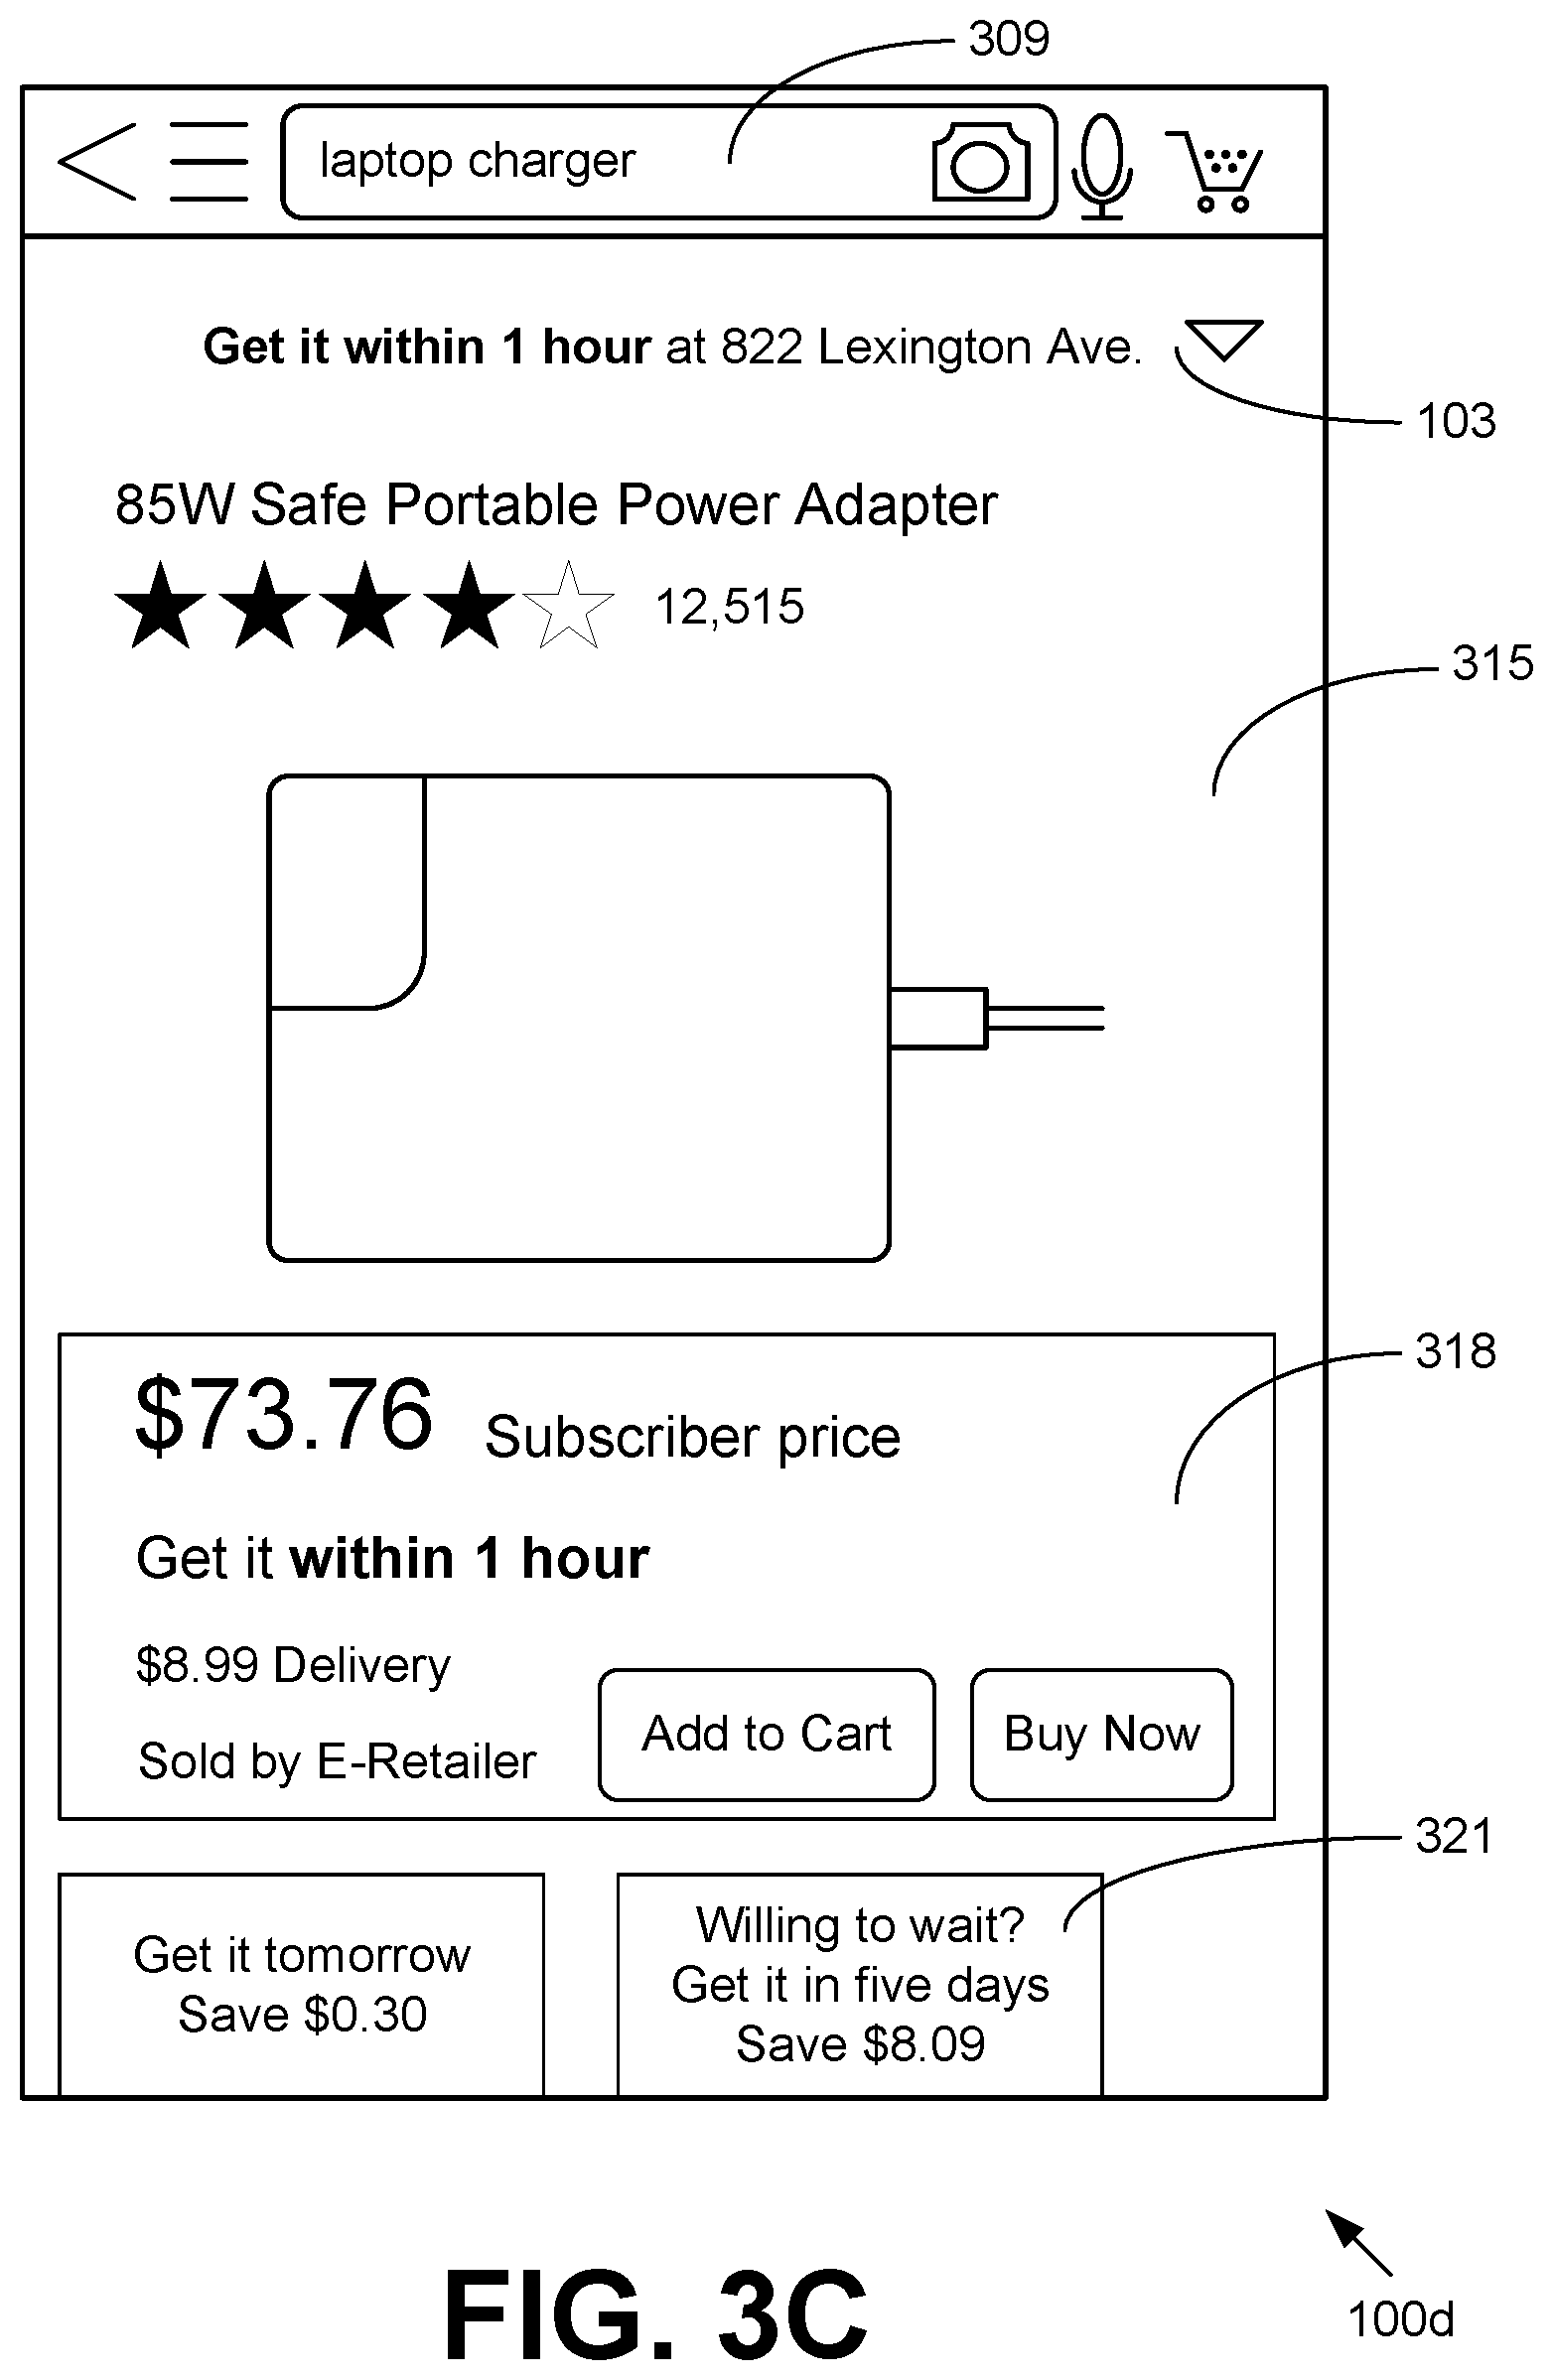 309
laptop charger
Get it within 1 hour at 822 Lexington Ave.
103
85W Safe Portable Power Adapter
12,515
315
318
$73.76 Subscriber price
Get it within 1 hour
$8.99 Delivery
Sold by E-Retailer
Add to Cart
Buy Now
321
Get it tomorrow
Save $0.30
Willing to wait?
Get it in five days
Save $8.09
100d
FIG. 3C